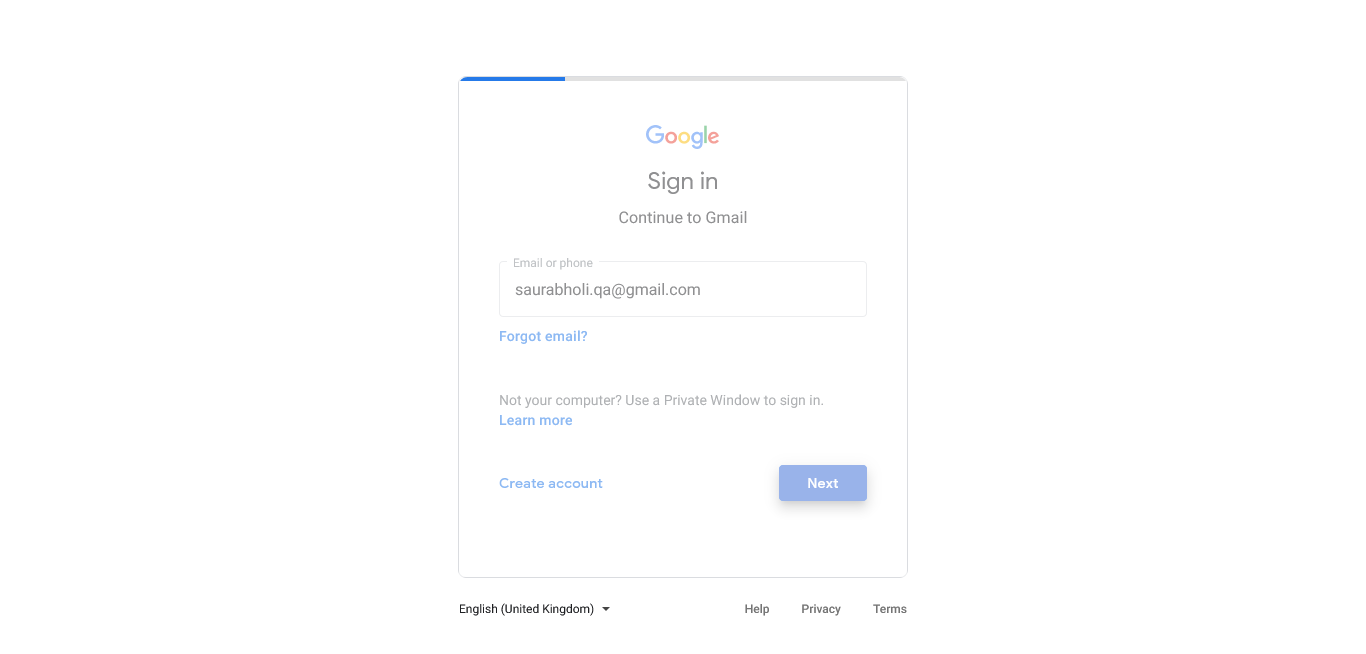 Google
Sign in
Continue to Gmail
Email or phone
saurabholi.qa@gmail.com
Forgot email?
Not your computer? Use a Private Window to sign in.
Learn more
Create account
Next
English (United Kingdom)
Help
Privacy
Terms